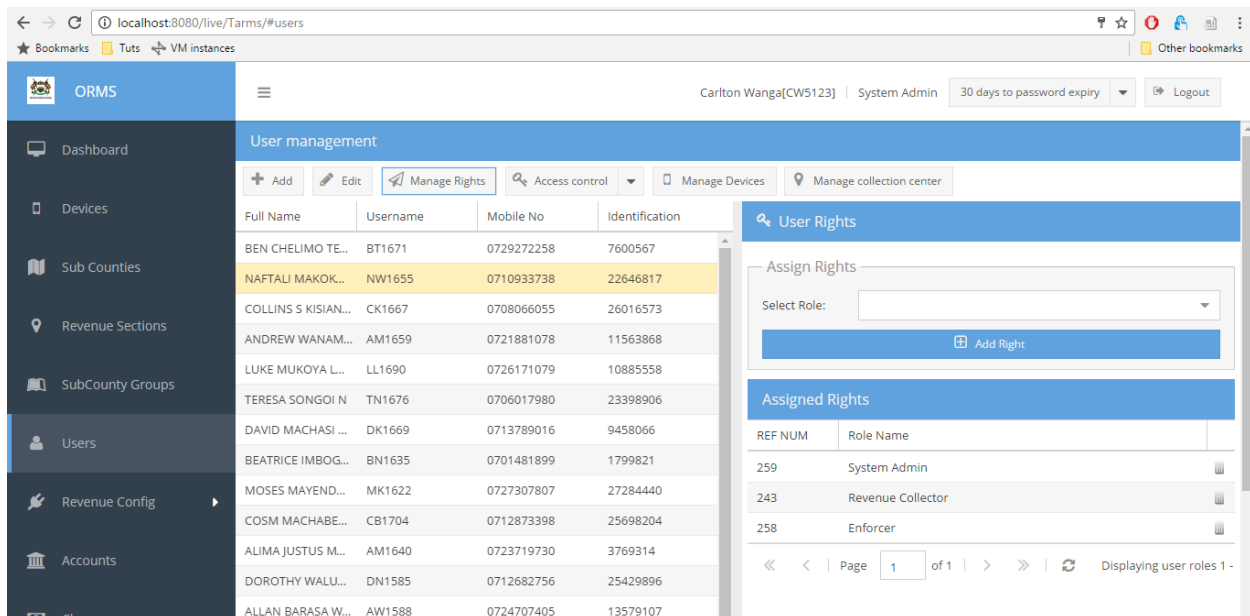 localhost:8080/live/Tarms/#users
Bookmarks Tuts VM instances Other bookmarks
ORMS
Carlton Wanga[CW5123] System Admin 30 days to password expiry Logout
Dashboard
Devices
Sub Counties
Revenue Sections
SubCounty Groups
Users
Revenue Config
Accounts
User management
Add Edit Manage Rights Access control Manage Devices Manage collection center
Full Name Username Mobile No Identification
BEN CHELIMO TE... BT1671 0729272258 7600567
NAFTALI MAKOK... NW1655 0710933738 22646817
COLLINS S KISIAN... CK1667 0708066055 26016573
ANDREW WANAM... AM1659 0721881078 11563868
LUKE MUKOYA L... LL1690 0726171079 10885558
TERESA SONGOI N TN1676 0706017980 23398906
DAVID MACHASI ... DK1669 0713789016 9458066
BEATRICE IMBOG... BN1635 0701481899 1799821
MOSES MAYEND... MK1622 0727307807 27284440
COSM MACHABE... CB1704 0712873398 25698204
ALIMA JUSTUS M... AM1640 0723719730 3769314
DOROTHY WALU... DN1585 0712682756 25429896
ALLAN BARASA W... AW1588 0724707405 13579107
User Rights
Assign Rights
Select Role:
Add Right
Assigned Rights
REF NUM Role Name
259 System Admin
243 Revenue Collector
258 Enforcer
Page 1 of 1 Displaying user roles 1 -